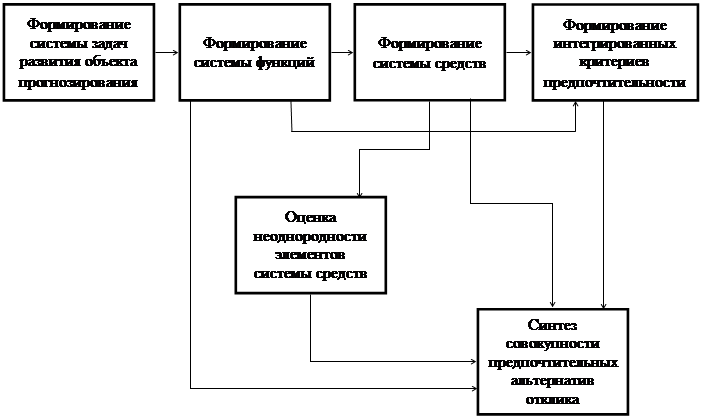 Формирование
системы задач
развития объекта
прогнозирования
Формирование
системы функций
Формирование
системы средств
Формирование
интегрированных
критериев
предпочтительности
Оценка
неоднородности
элементов
системы средств
Синтез
совокупности
предпочтительных
альтернатив
отклика